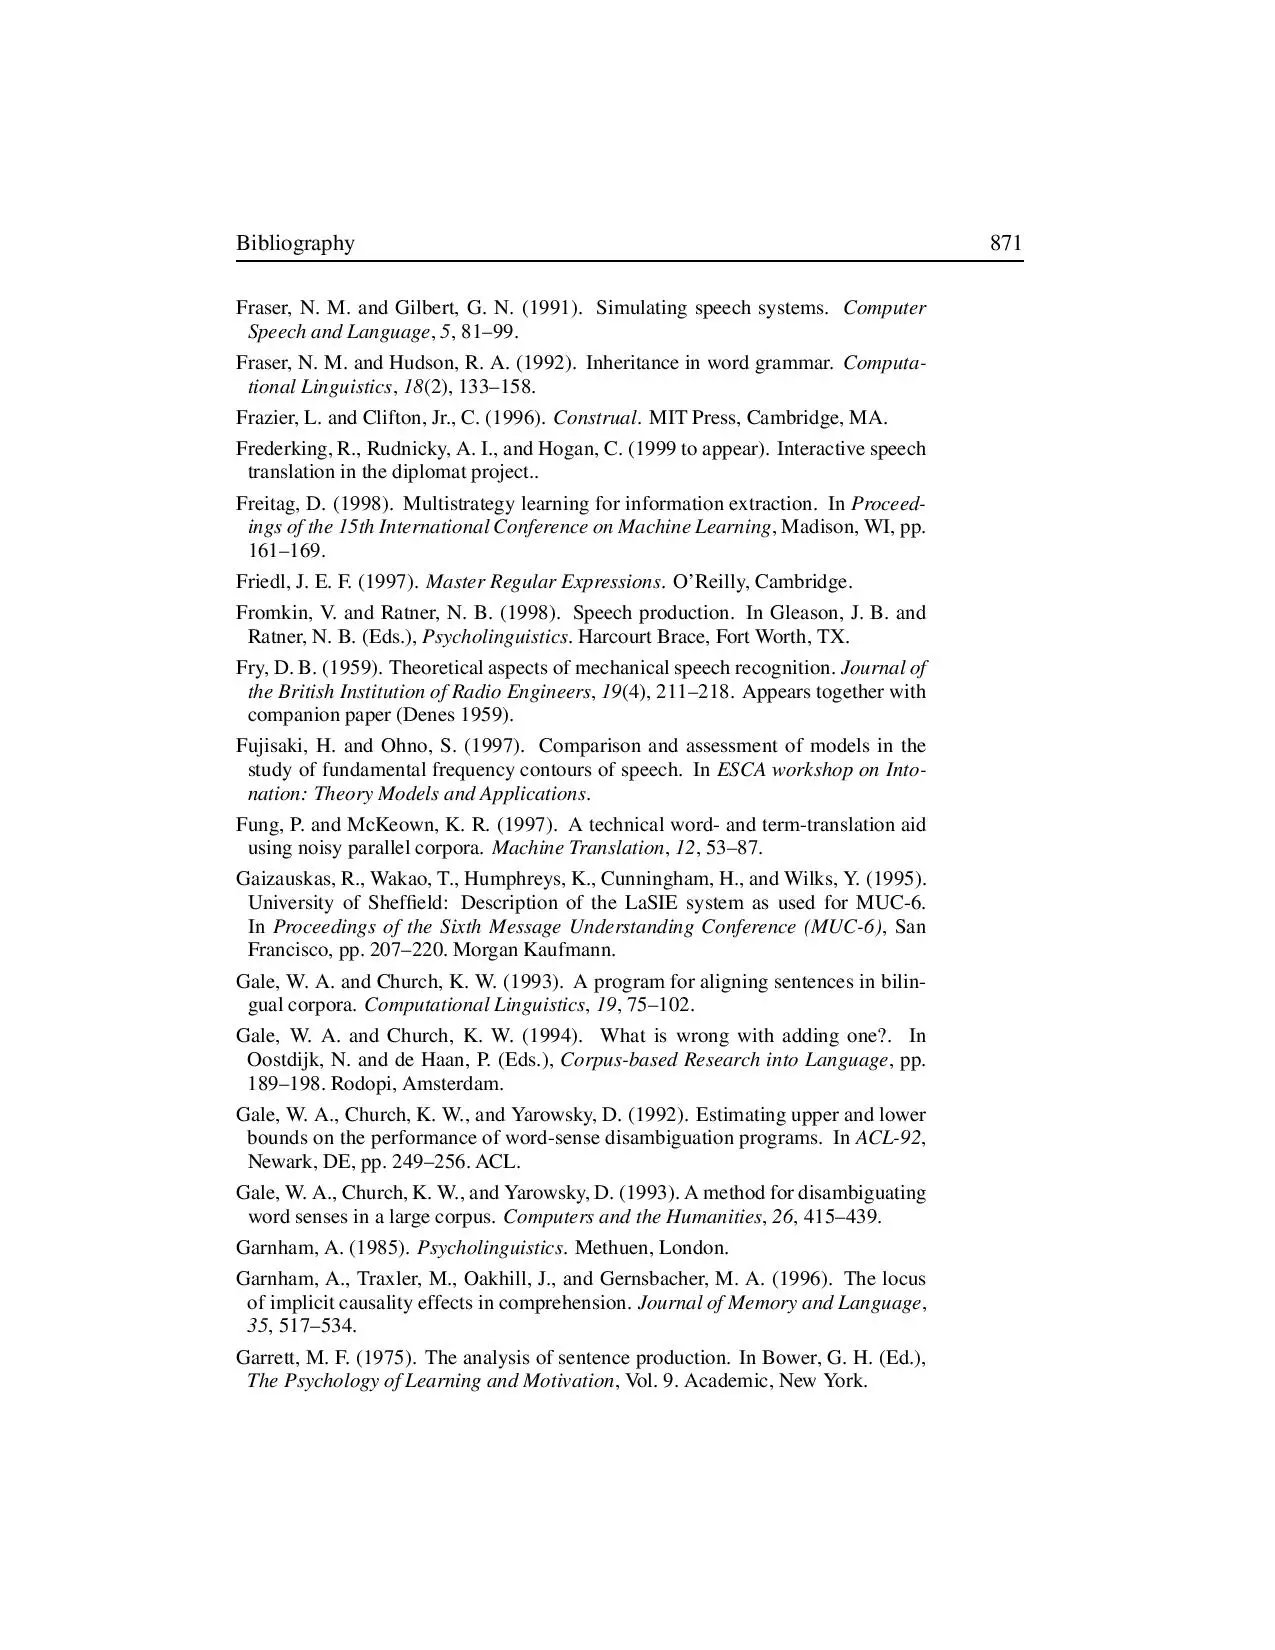 Bibliography 871
Fraser, N. M. and Gilbert, G. N. (1991). Simulating speech systems. Computer
Speech and Language, 5, 81–99.
Fraser, N. M. and Hudson, R. A. (1992). Inheritance in word grammar. Computa-
tional Linguistics, 18(2), 133–158.
Frazier, L. and Clifton, Jr., C. (1996). Construal. MIT Press, Cambridge, MA.
Frederking, R., Rudnicky, A. I., and Hogan, C. (1999 to appear). Interactive speech
translation in the diplomat project..
Freitag, D. (1998). Multistrategy learning for information extraction. In Proceed-
ings of the 15th International Conference on Machine Learning, Madison, WI, pp.
161–169.
Friedl, J. E. F. (1997). Master Regular Expressions. O’Reilly, Cambridge.
Fromkin, V. and Ratner, N. B. (1998). Speech production. In Gleason, J. B. and
Ratner, N. B. (Eds.), Psycholinguistics. Harcourt Brace, Fort Worth, TX.
Fry, D. B. (1959). Theoretical aspects of mechanical speech recognition. Journal of
the British Institution of Radio Engineers, 19(4), 211–218. Appears together with
companion paper (Denes 1959).
Fujisaki, H. and Ohno, S. (1997). Comparison and assessment of models in the
study of fundamental frequency contours of speech. In ESCA workshop on Into-
nation: Theory Models and Applications.
Fung, P. and McKeown, K. R. (1997). A technical word- and term-translation aid
using noisy parallel corpora. Machine Translation, 12, 53–87.
Gaizauskas, R., Wakao, T., Humphreys, K., Cunningham, H., and Wilks, Y. (1995).
University of Sheffield: Description of the LaSIE system as used for MUC-6.
In Proceedings of the Sixth Message Understanding Conference (MUC-6), San
Francisco, pp. 207–220. Morgan Kaufmann.
Gale, W. A. and Church, K. W. (1993). A program for aligning sentences in bilin-
gual corpora. Computational Linguistics, 19, 75–102.
Gale, W. A. and Church, K. W. (1994). What is wrong with adding one?. In
Oostdijk, N. and de Haan, P. (Eds.), Corpus-based Research into Language, pp.
189–198. Rodopi, Amsterdam.
Gale, W. A., Church, K. W., and Yarowsky, D. (1992). Estimating upper and lower
bounds on the performance of word-sense disambiguation programs. In ACL-92,
Newark, DE, pp. 249–256. ACL.
Gale, W. A., Church, K. W., and Yarowsky, D. (1993). A method for disambiguating
word senses in a large corpus. Computers and the Humanities, 26, 415–439.
Garnham, A. (1985). Psycholinguistics. Methuen, London.
Garnham, A., Traxler, M., Oakhill, J., and Gernsbacher, M. A. (1996). The locus
of implicit causality effects in comprehension. Journal of Memory and Language,
35, 517–534.
Garrett, M. F. (1975). The analysis of sentence production. In Bower, G. H. (Ed.),
The Psychology of Learning and Motivation, Vol. 9. Academic, New York.